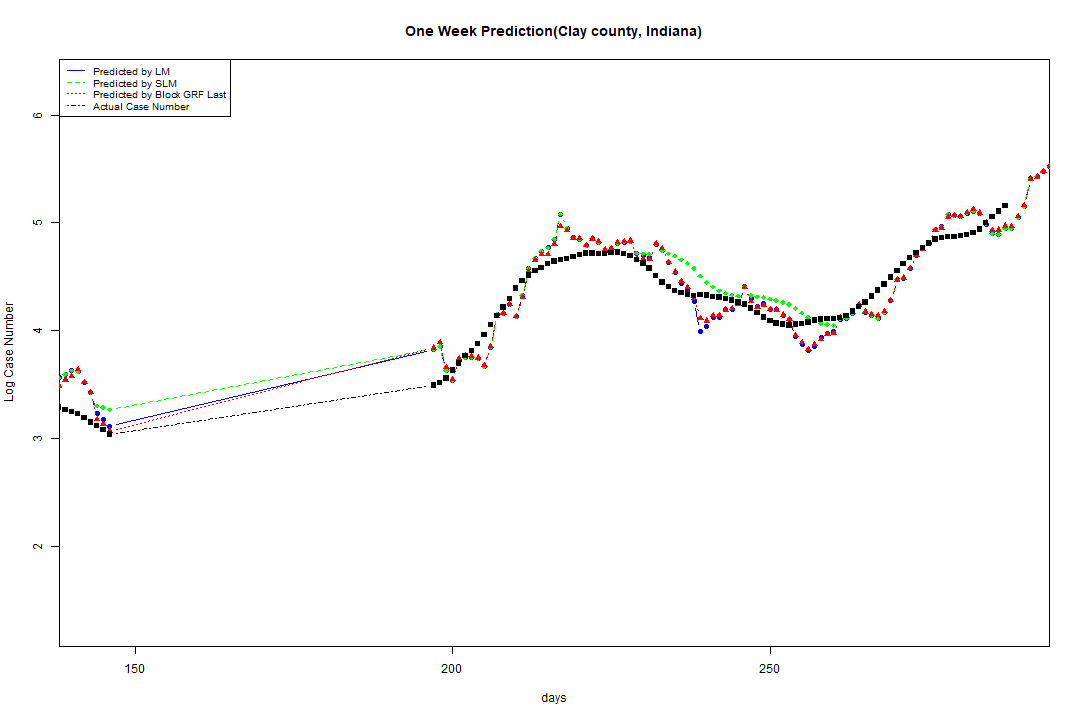 One Week Prediction(Clay county, Indiana)
Predicted by LM
Predicted by SLM
Predicted by Block GRF Last
Actual Case Number
6
5
4
3
2
Log Case Number
150
200
250
days